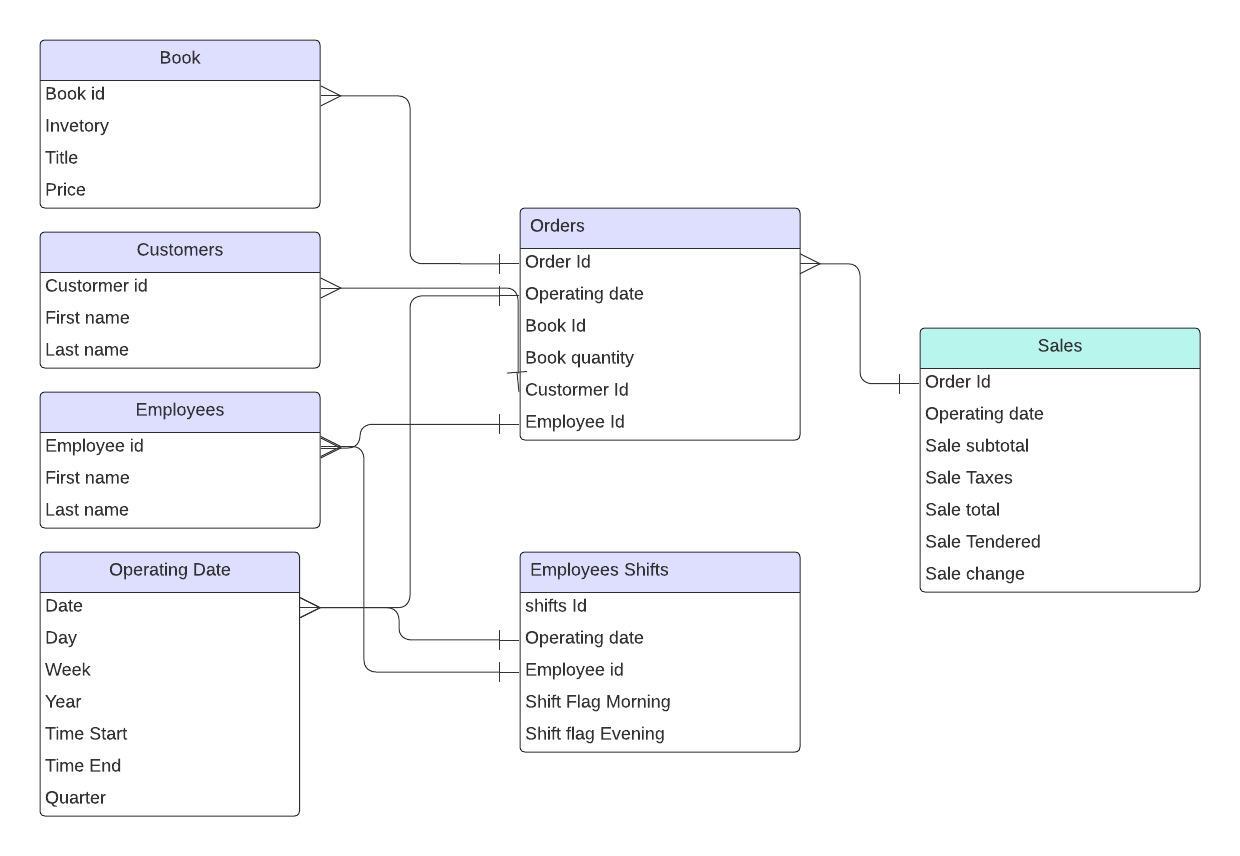 Book
Book id
Invetory
Title
Price
Customers
Custormer id
First name
Last name
Employees
Employee id
First name
Last name
Operating Date
Date
Day
Week
Year
Time Start
Time End
Quarter
Orders
Order Id
Operating date
Book Id
Book quantity
Custormer Id
Employee Id
Employees Shifts
shifts Id
Operating date
Employee id
Shift Flag Morning
Shift flag Evening
Sales
Order Id
Operating date
Sale subtotal
Sale Taxes
Sale total
Sale Tendered
Sale change